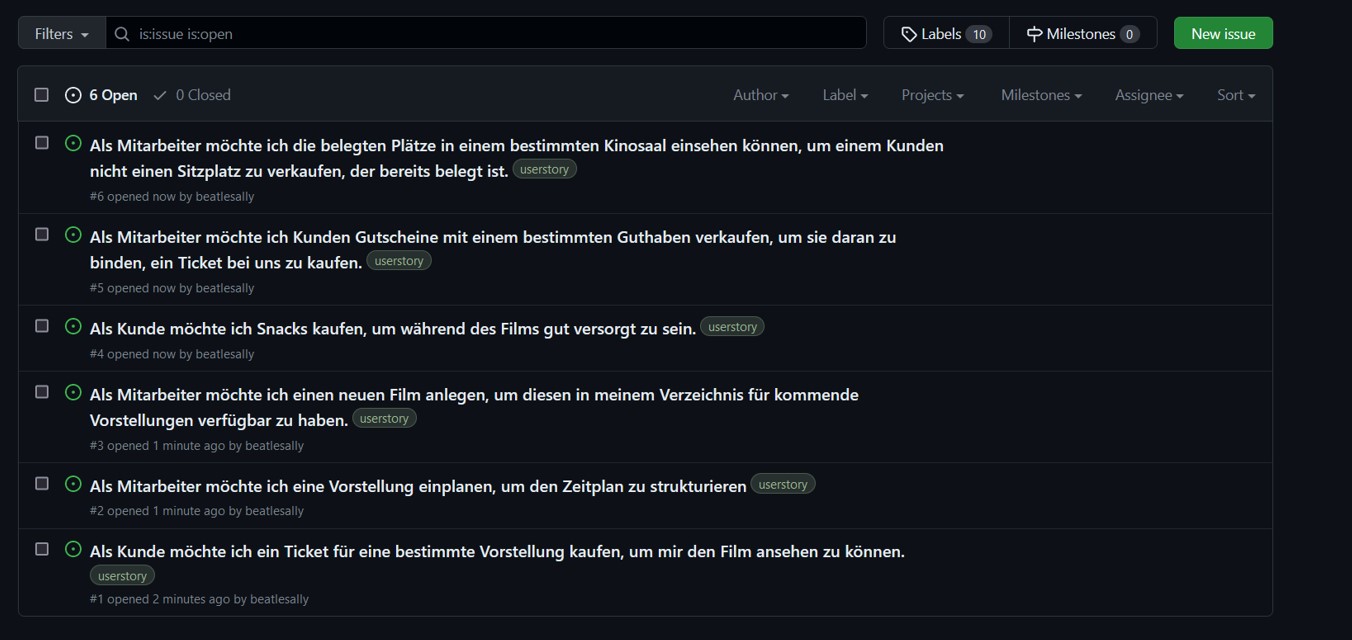 Filters is:issue is:open Labels 10 Milestones 0 New issue
6 Open 0 Closed Author Label Projects Milestones Assignee Sort
Als Mitarbeiter möchte ich die belegten Plätze in einem bestimmten Kinosaal einsehen können, um einem Kunden
nicht einen Sitzplatz zu verkaufen, der bereits belegt ist. userstory
#6 opened now by beatlesally
Als Mitarbeiter möchte ich Kunden Gutscheine mit einem bestimmten Guthaben verkaufen, um sie daran zu
binden, ein Ticket bei uns zu kaufen. userstory
#5 opened now by beatlesally
Als Kunde möchte ich Snacks kaufen, um während des Films gut versorgt zu sein. userstory
#4 opened now by beatlesally
Als Mitarbeiter möchte ich einen neuen Film anlegen, um diesen in meinem Verzeichnis für kommende
Vorstellungen verfügbar zu haben. userstory
#3 opened 1 minute ago by beatlesally
Als Mitarbeiter möchte ich eine Vorstellung einplanen, um den Zeitplan zu strukturieren userstory
#2 opened 1 minute ago by beatlesally
Als Kunde möchte ich ein Ticket für eine bestimmte Vorstellung kaufen, um mir den Film ansehen zu können.
userstory
#1 opened 2 minutes ago by beatlesally